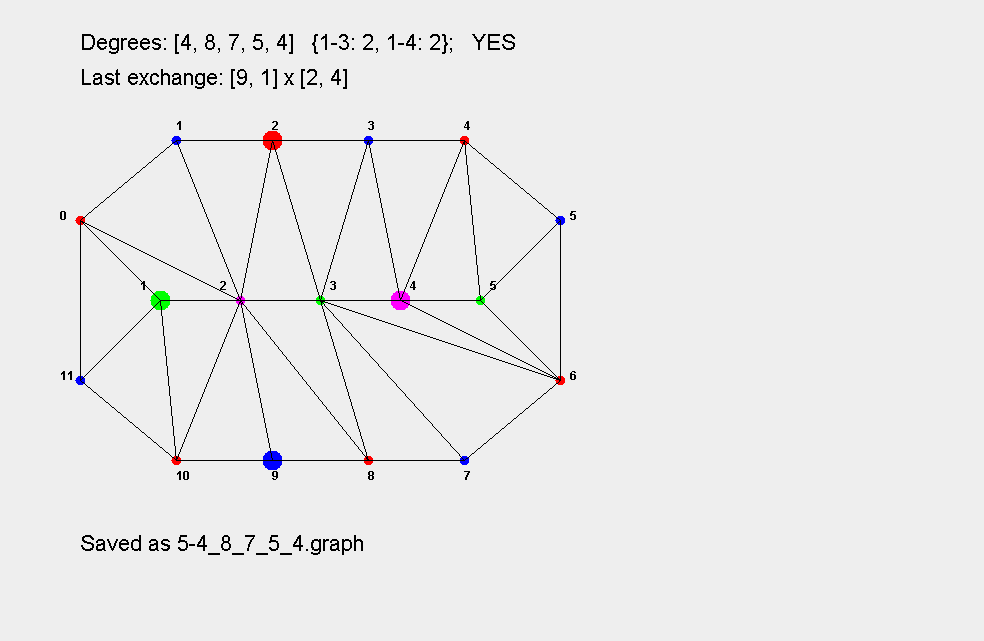 Degrees: [4, 8, 7, 5, 4]   {1-3: 2, 1-4: 2};   YES
Last exchange: [9, 1] x [2, 4]
1 2 3 4
0 5
1 2 3 4 5
11 6
10 9 8 7
Saved as 5-4_8_7_5_4.graph